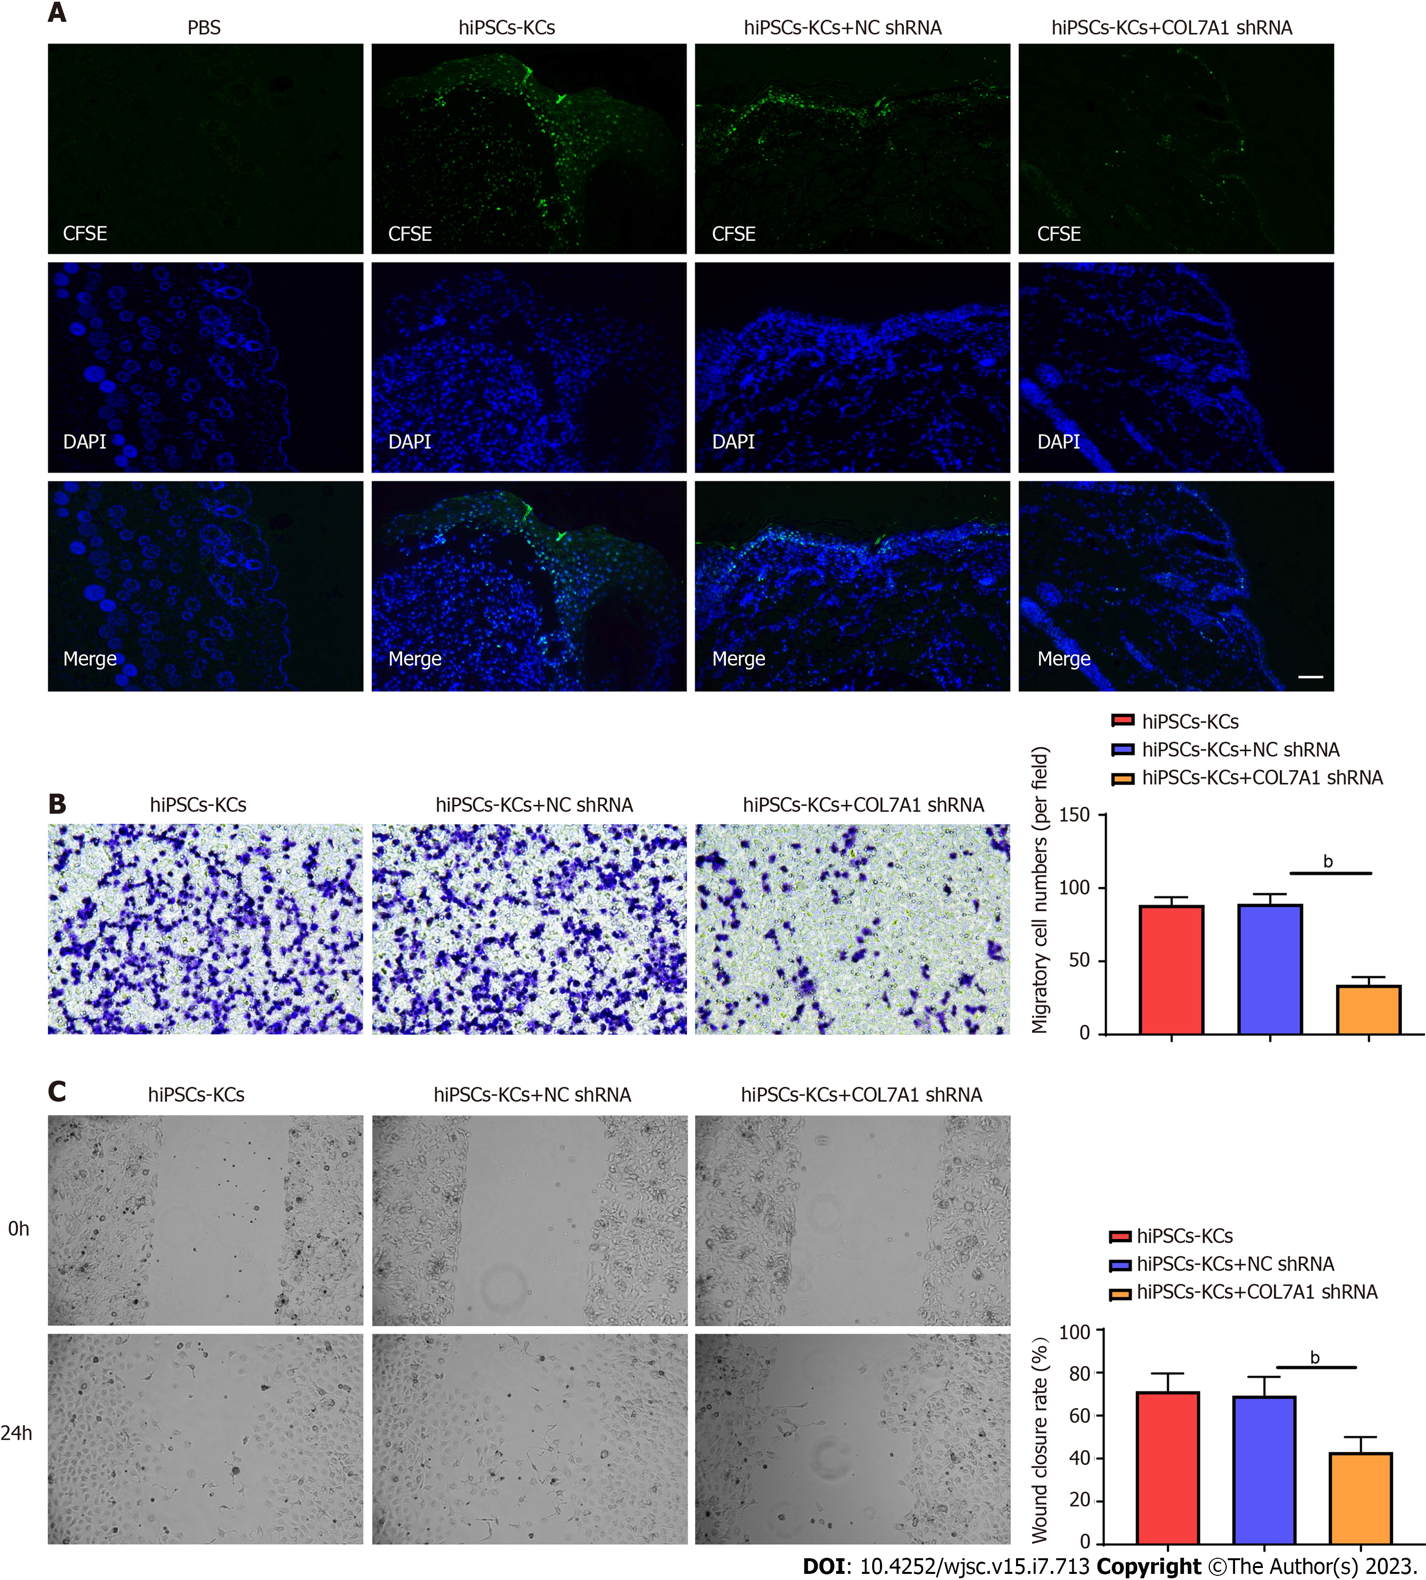 A
PBS
hiPSCs-KCs
hiPSCs-KCs+NC shRNA
hiPSCs-KCs+COL7A1 shRNA
CFSE
CFSE
CFSE
CFSE
DAPI
DAPI
DAPI
DAPI
Merge
Merge
Merge
Merge
B
hiPSCs-KCs
hiPSCs-KCs+NC shRNA
hiPSCs-KCs+COL7A1 shRNA
hiPSCs-KCs
hiPSCs-KCs+NC shRNA
hiPSCs-KCs+COL7A1 shRNA
Migratory cell numbers (per field)
150
100
50
0
b
C
hiPSCs-KCs
hiPSCs-KCs+NC shRNA
hiPSCs-KCs+COL7A1 shRNA
0h
24h
hiPSCs-KCs
hiPSCs-KCs+NC shRNA
hiPSCs-KCs+COL7A1 shRNA
Wound closure rate (%)
100
80
60
40
20
0
b
DOI: 10.4252/wjsc.v15.i7.713 Copyright ©The Author(s) 2023.